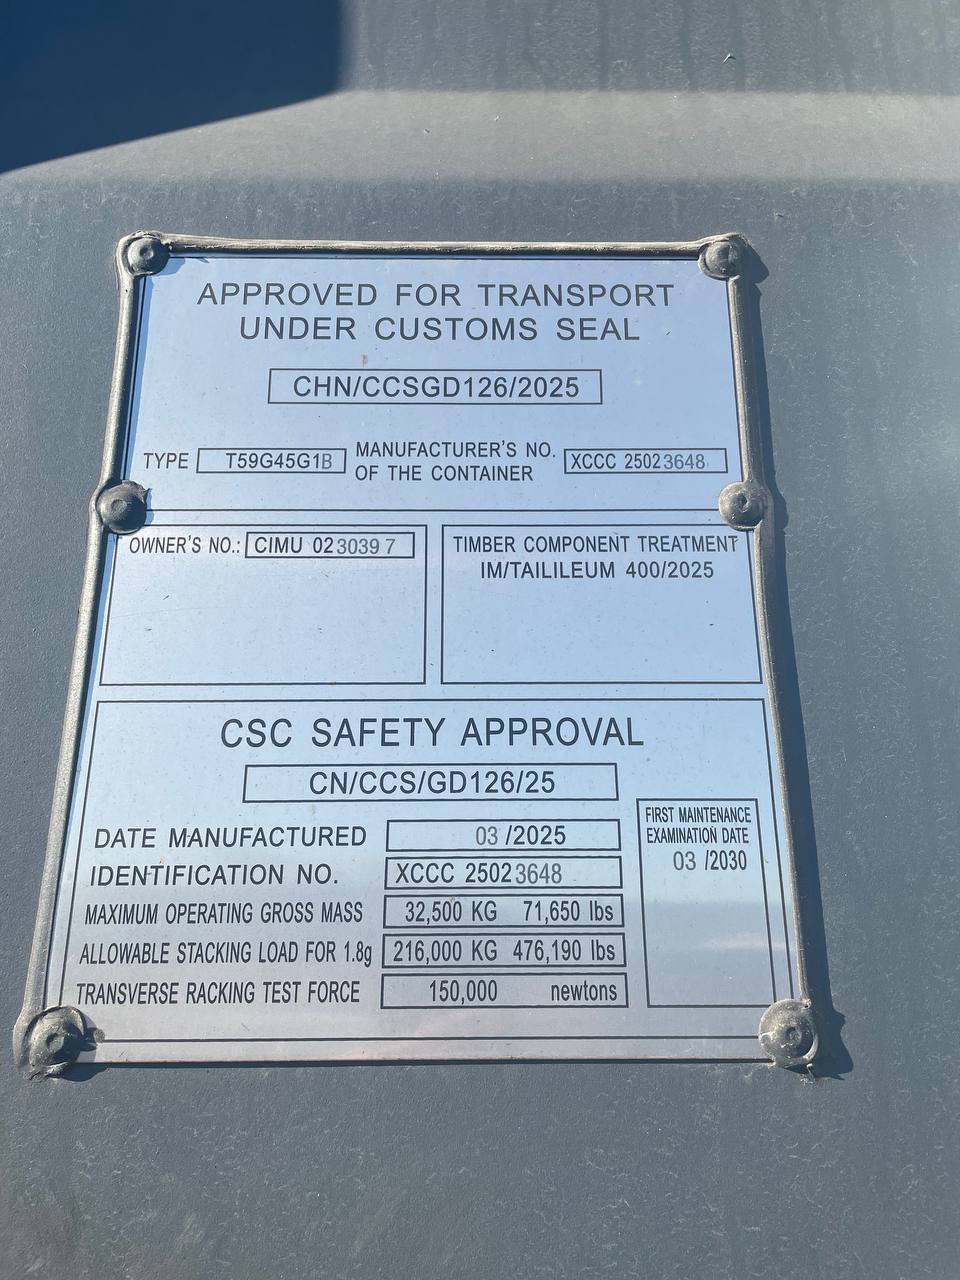 APPROVED FOR TRANSPORT
UNDER CUSTOMS SEAL
CHN/CCSGD126/2025
TYPE T59G45G1B MANUFACTURER'S NO. OF THE CONTAINER XCCC 25023648
OWNER'S NO.: CIMU 023039 7
TIMBER COMPONENT TREATMENT
IM/TAILILEUM 400/2025
CSC SAFETY APPROVAL
CN/CCS/GD126/25
DATE MANUFACTURED 03 /2025
IDENTIFICATION NO. XCCC 25023648
MAXIMUM OPERATING GROSS MASS 32,500 KG 71,650 lbs
ALLOWABLE STACKING LOAD FOR 1.8g 216,000 KG 476,190 lbs
TRANSVERSE RACKING TEST FORCE 150,000 newtons
FIRST MAINTENANCE
EXAMINATION DATE
03 /2030